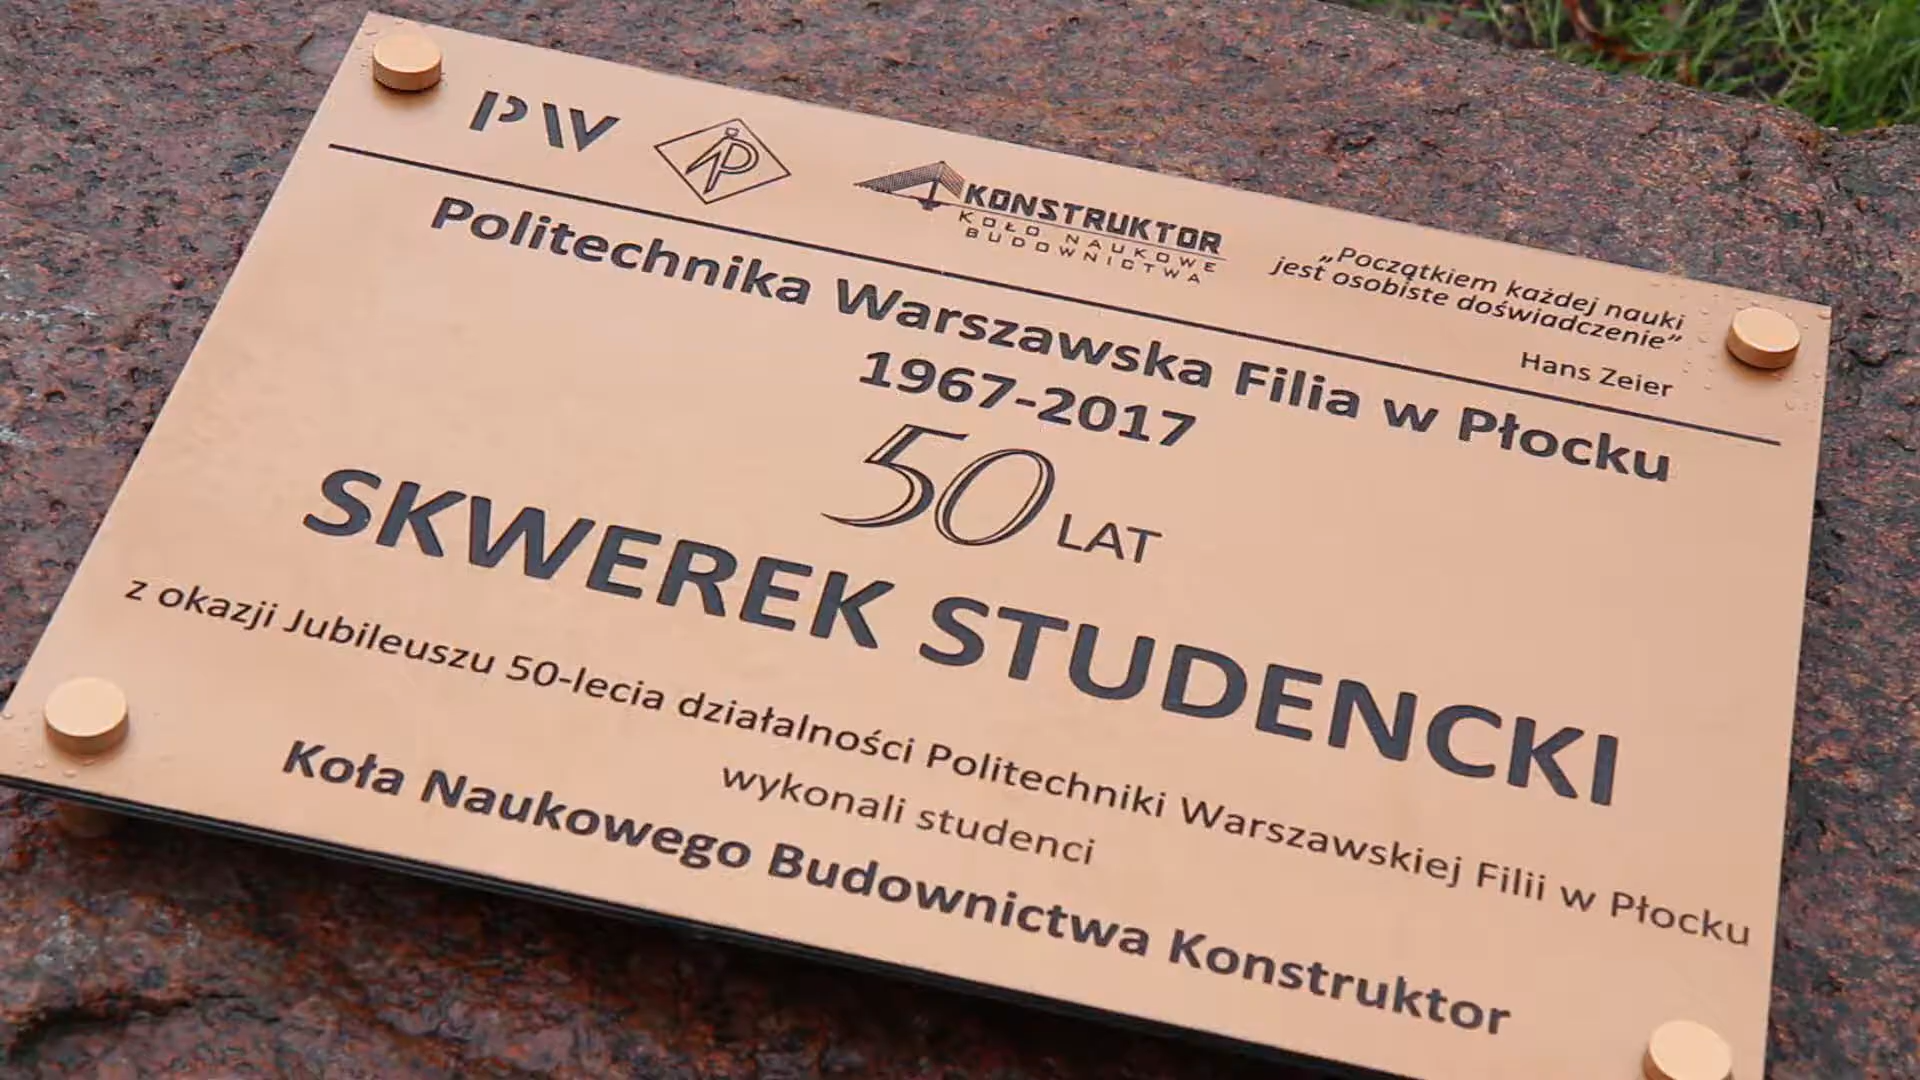 PW
KONSTRUKTOR
KOŁO NAUKOWE
BUDOWNICTWA
„Początkiem każdej nauki
jest osobiste doświadczenie”
Hans Zeier
Politechnika Warszawska Filia w Płocku
1967-2017
50 LAT
SKWEREK STUDENCKI
z okazji Jubileuszu 50-lecia działalności Politechniki Warszawskiej Filii w Płocku
wykonali studenci
Koła Naukowego Budownictwa Konstruktor